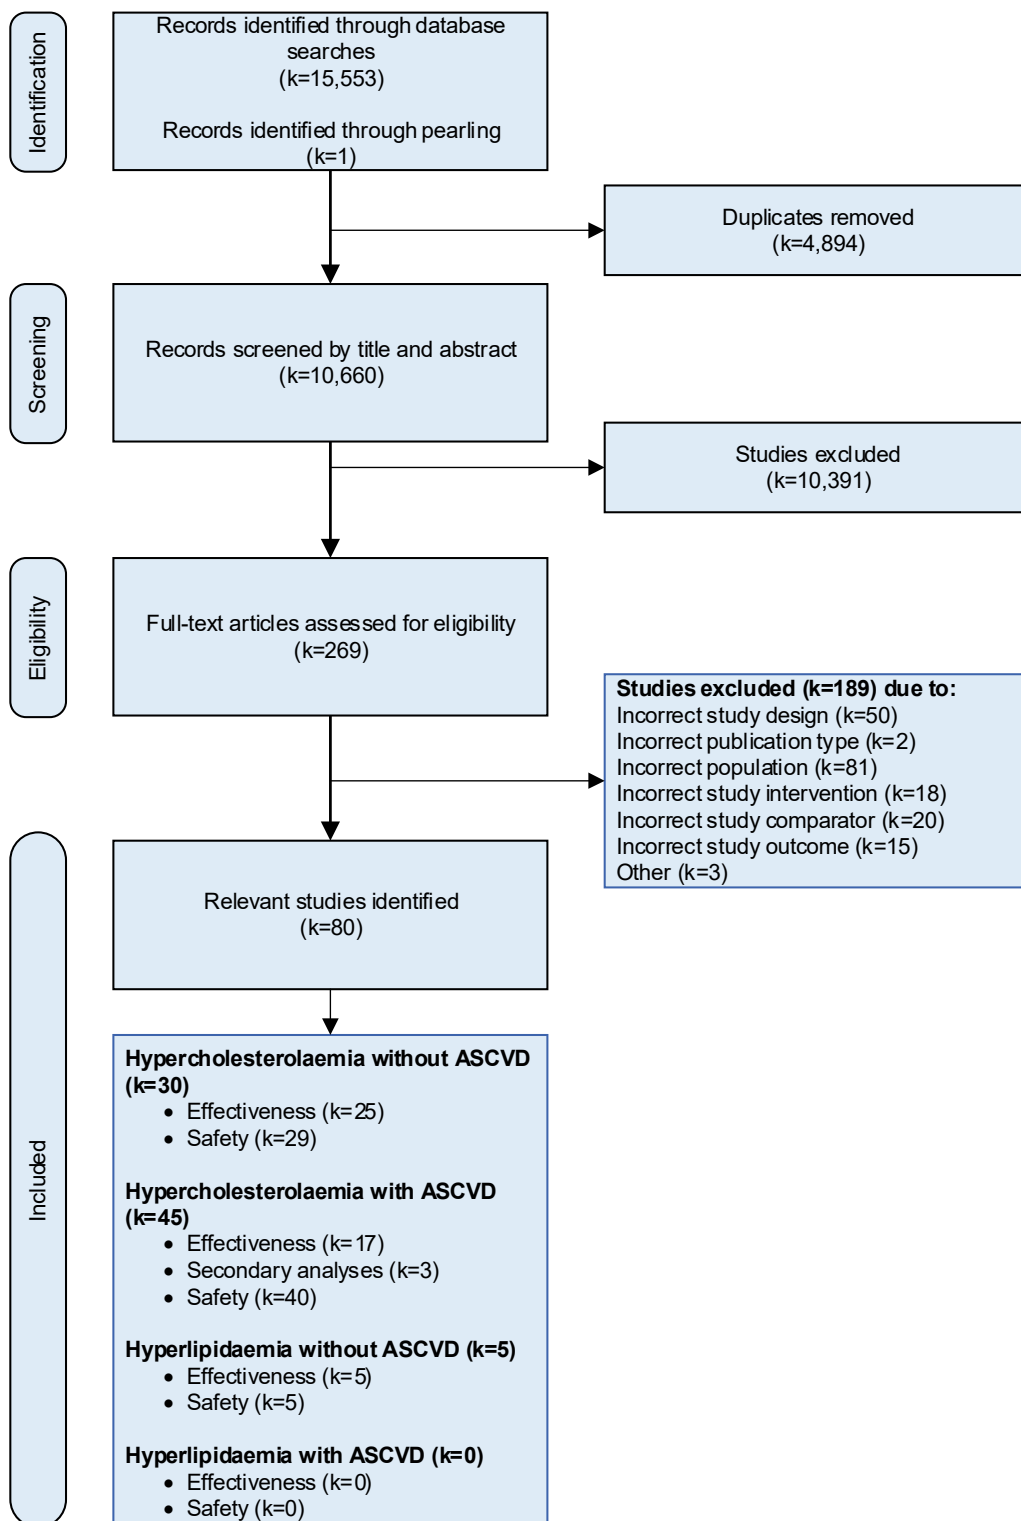 Identification
Records identified through database
searches
(k=15,553)
Records identified through pearling
(k=1)
Duplicates removed
(k=4,894)
Screening
Records screened by title and abstract
(k=10,660)
Studies excluded
(k=10,391)
Eligibility
Full-text articles assessed for eligibility
(k=269)
Studies excluded (k=189) due to:
Incorrect study design (k=50)
Incorrect publication type (k=2)
Incorrect population (k=81)
Incorrect study intervention (k=18)
Incorrect study comparator (k=20)
Incorrect study outcome (k=15)
Other (k=3)
Included
Relevant studies identified
(k=80)
Hypercholesterolaemia without ASCVD
(k=30)
• Effectiveness (k=25)
• Safety (k=29)
Hypercholesterolaemia with ASCVD
(k=45)
• Effectiveness (k=17)
• Secondary analyses (k=3)
• Safety (k=40)
Hyperlipidaemia without ASCVD (k=5)
• Effectiveness (k=5)
• Safety (k=5)
Hyperlipidaemia with ASCVD (k=0)
• Effectiveness (k=0)
• Safety (k=0)